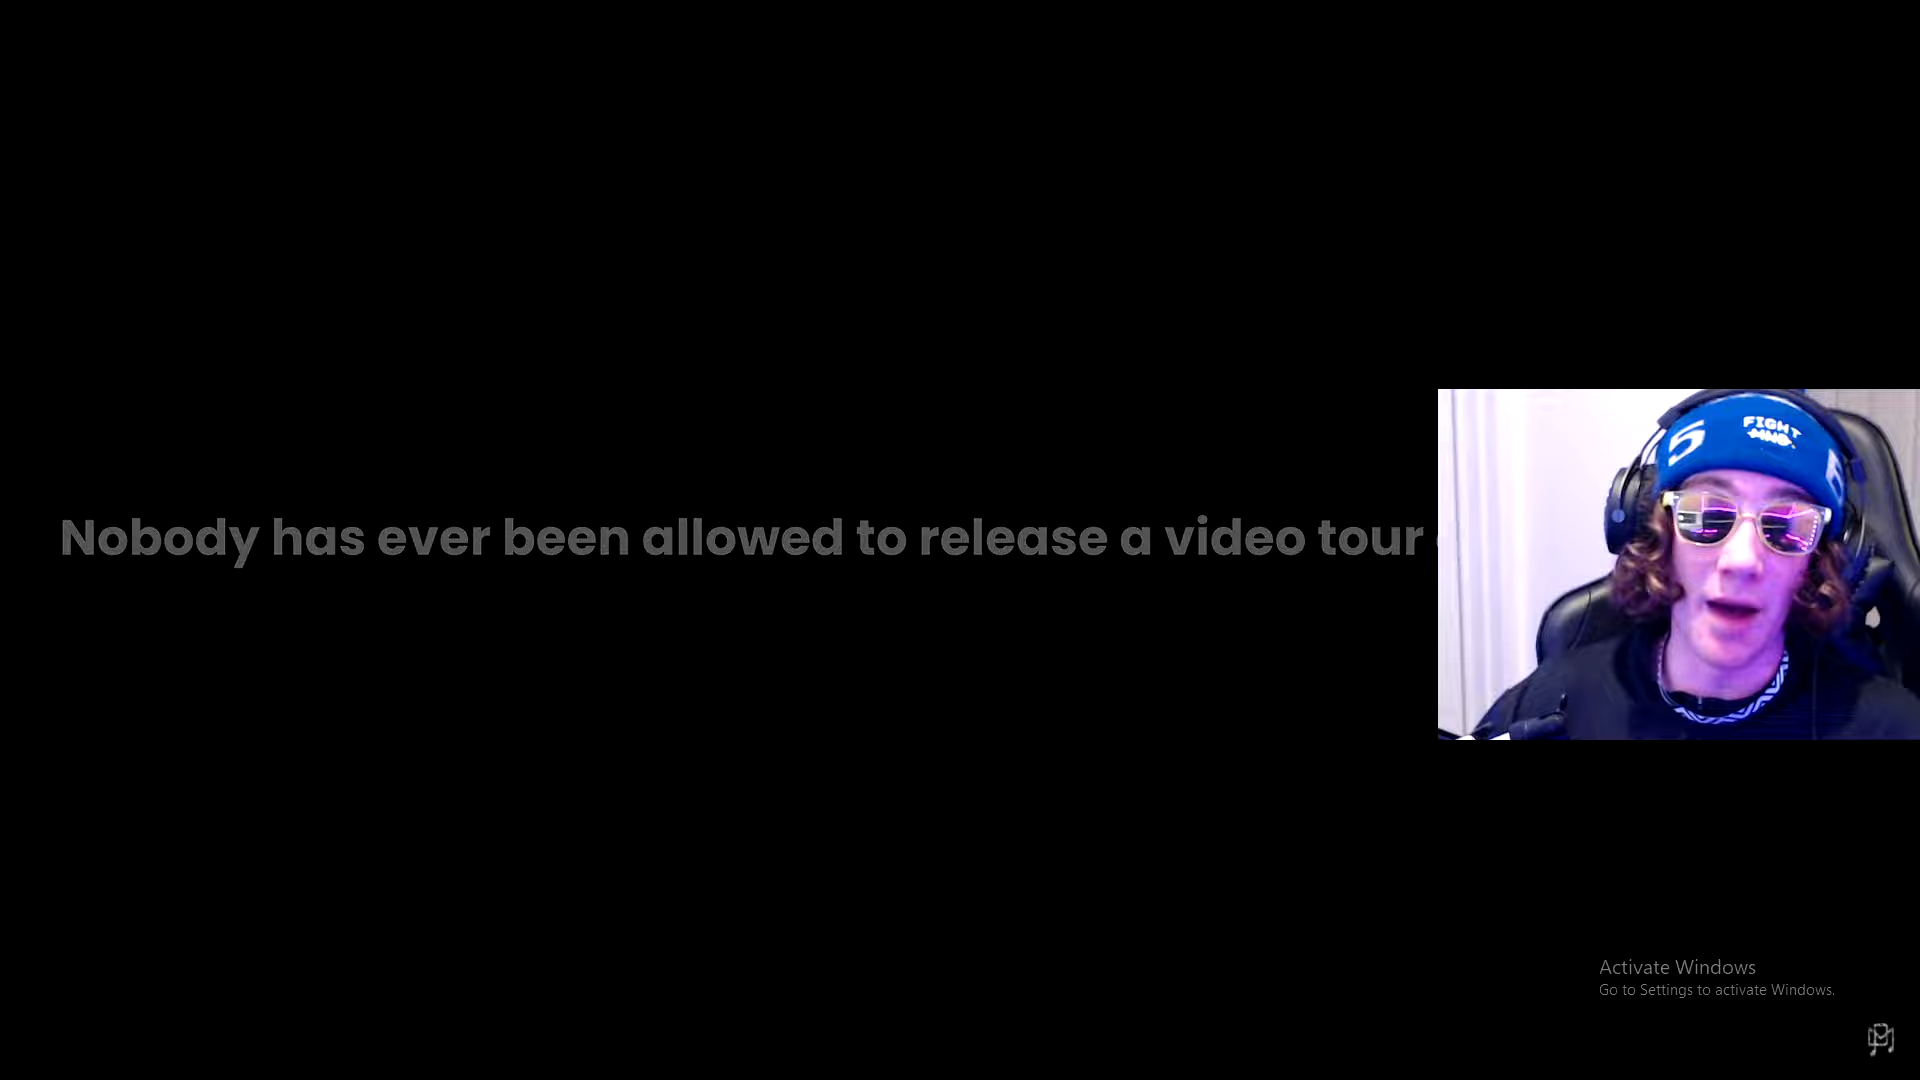 Nobody has ever been allowed to release a video tour
5
FIGHT
MND
Activate Windows
Go to Settings to activate Windows.